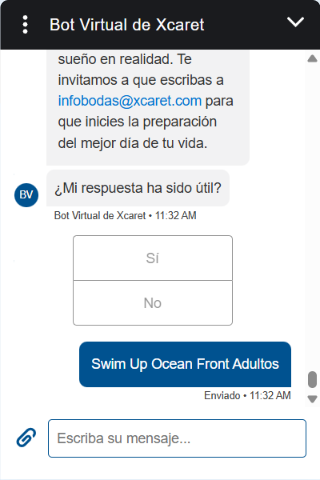 Bot Virtual de Xcaret
sueño en realidad. Te
invitamos a que escribas a
infobodas@xcaret.com para
que inicies la preparación
del mejor día de tu vida.
BV
¿Mi respuesta ha sido útil?
Bot Virtual de Xcaret • 11:32 AM
Sí
No
Swim Up Ocean Front Adultos
Enviado • 11:32 AM
Escriba su mensaje...